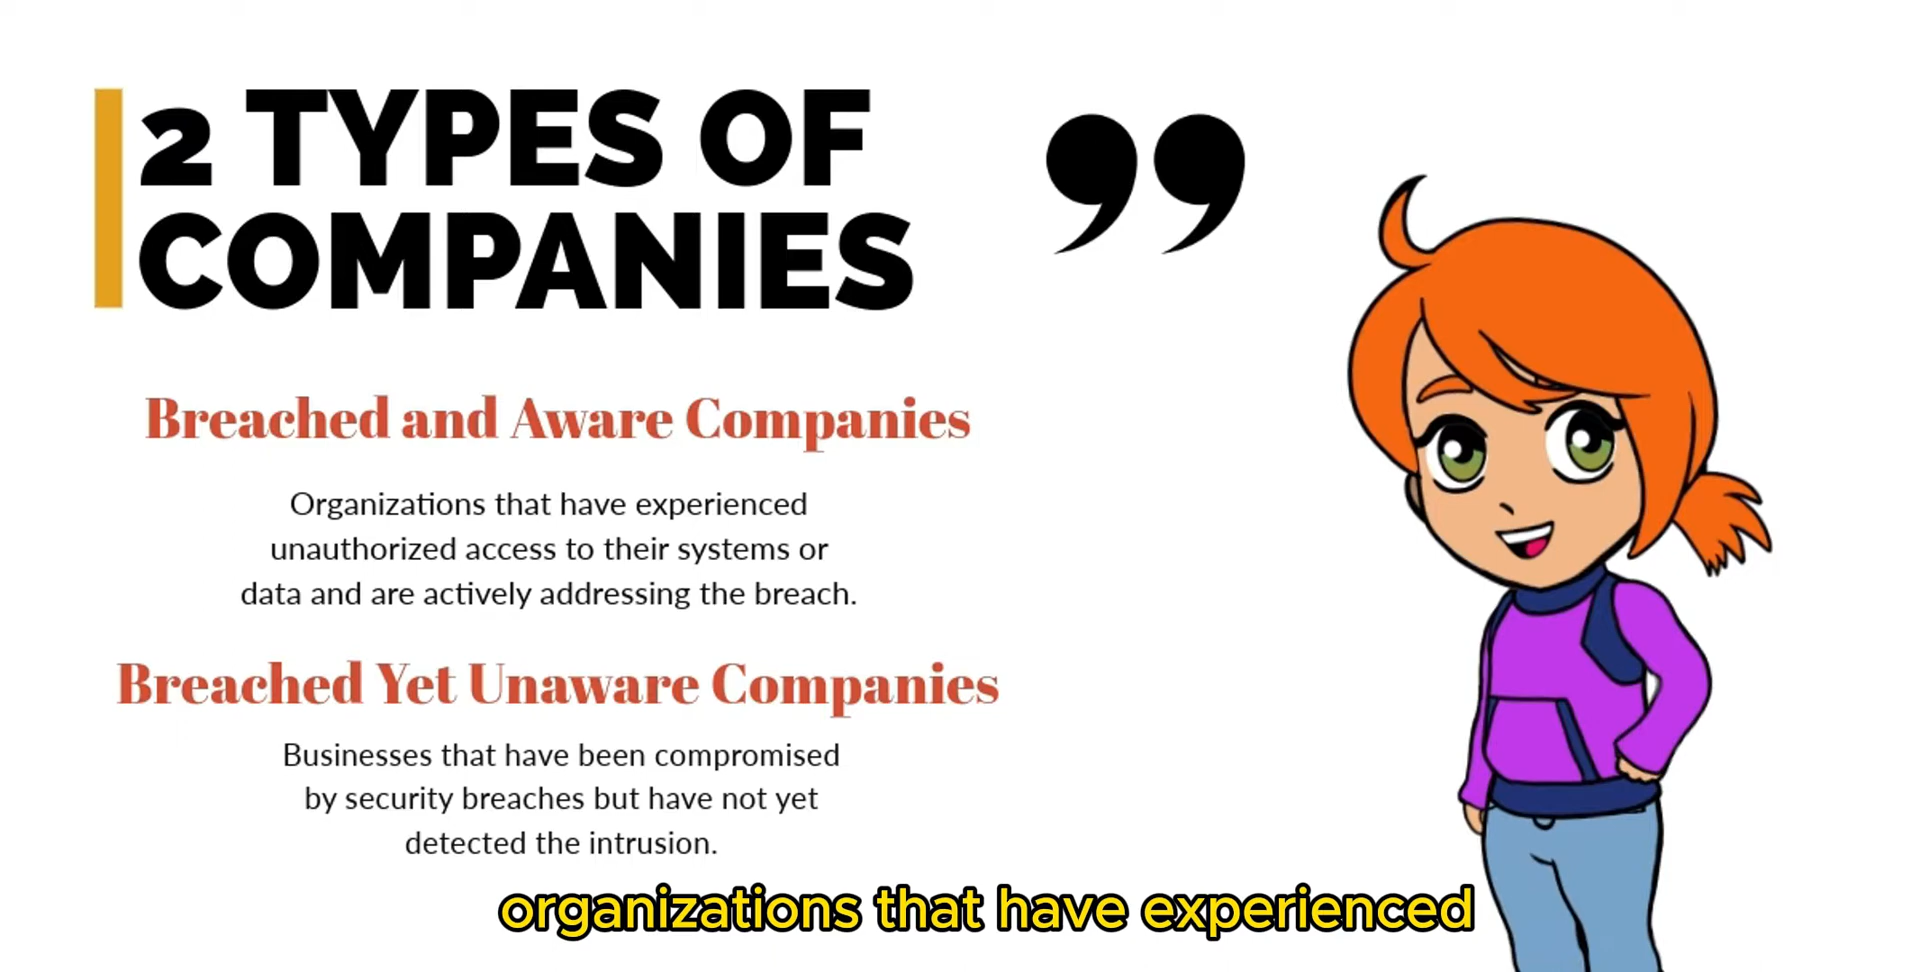 2 TYPES OF
COMPANIES
”
Breached and Aware Companies
Organizations that have experienced
unauthorized access to their systems or
data and are actively addressing the breach.
Breached Yet Unaware Companies
Businesses that have been compromised
by security breaches but have not yet
detected the intrusion.
organizations that have experienced